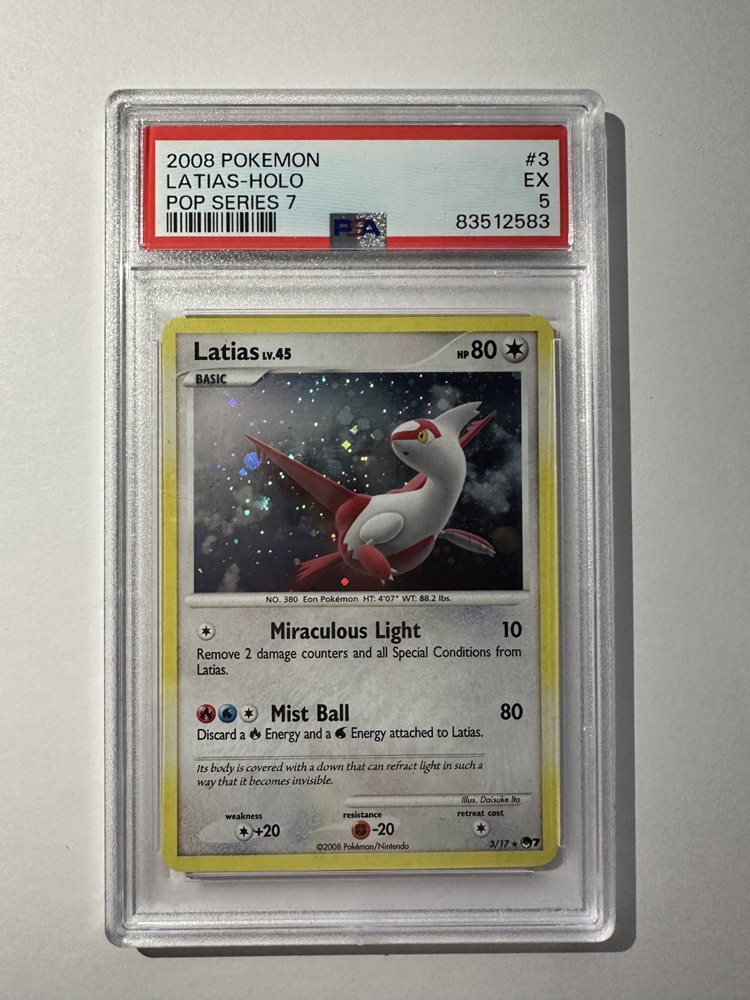 2008 POKEMON #3
LATIAS-HOLO EX
POP SERIES 7 5
PSA 83512583
Latias LV.45 HP 80
BASIC
NO. 380 Eon Pokémon HT: 4'07" WT: 88.2 lbs.
Miraculous Light 10
Remove 2 damage counters and all Special Conditions from
Latias.
Mist Ball 80
Discard a Energy and a Energy attached to Latias.
Its body is covered with a down that can refract light in such a
way that it becomes invisible.
Illus. Daisuke Ito
weakness resistance retreat cost
+20 -20
©2008 Pokémon/Nintendo 3/17 ★ 7